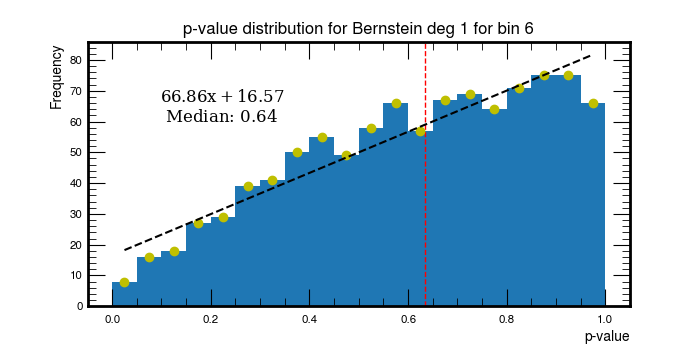 p-value distribution for Bernstein deg 1 for bin 6
Frequency
80
70
60
50
40
30
20
10
0
66.86x + 16.57
Median: 0.64
0.0 0.2 0.4 0.6 0.8 1.0
p-value